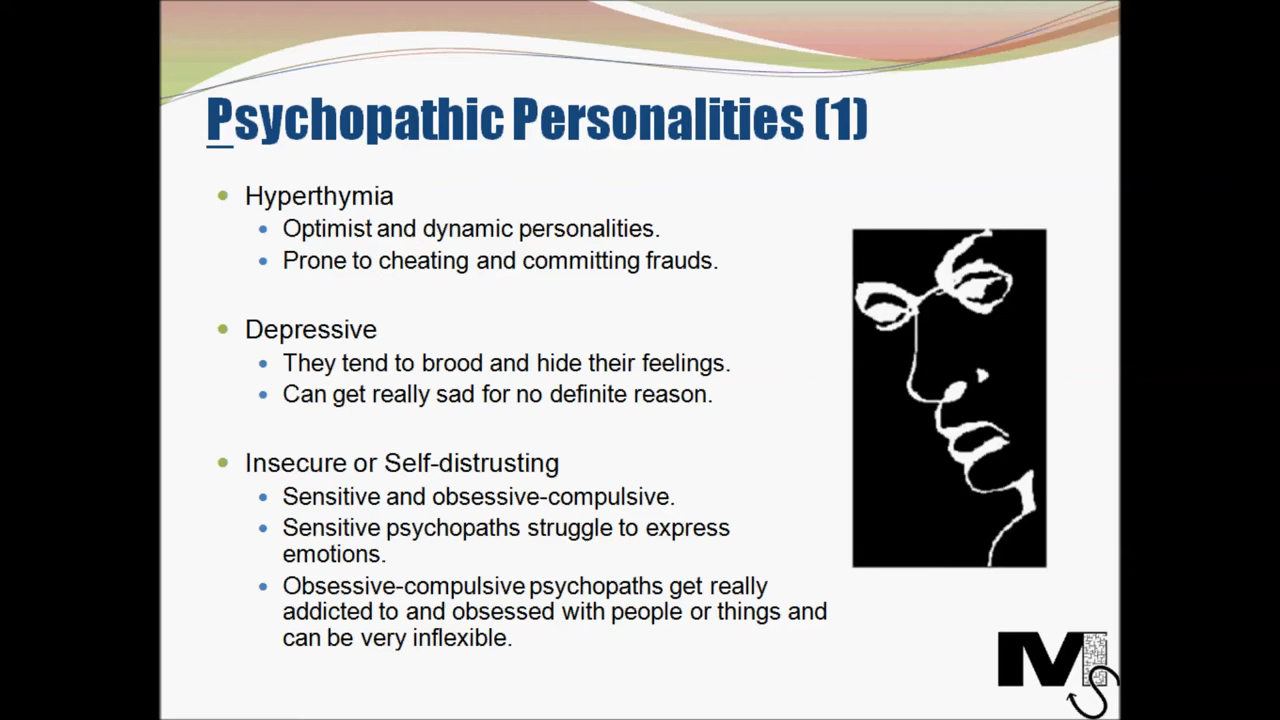 Psychopathic Personalities (1)
Hyperthymia
Optimist and dynamic personalities.
Prone to cheating and committing frauds.
Depressive
They tend to brood and hide their feelings.
Can get really sad for no definite reason.
Insecure or Self-distrusting
Sensitive and obsessive-compulsive.
Sensitive psychopaths struggle to express
emotions.
Obsessive-compulsive psychopaths get really
addicted to and obsessed with people or things and
can be very inflexible.
MIS